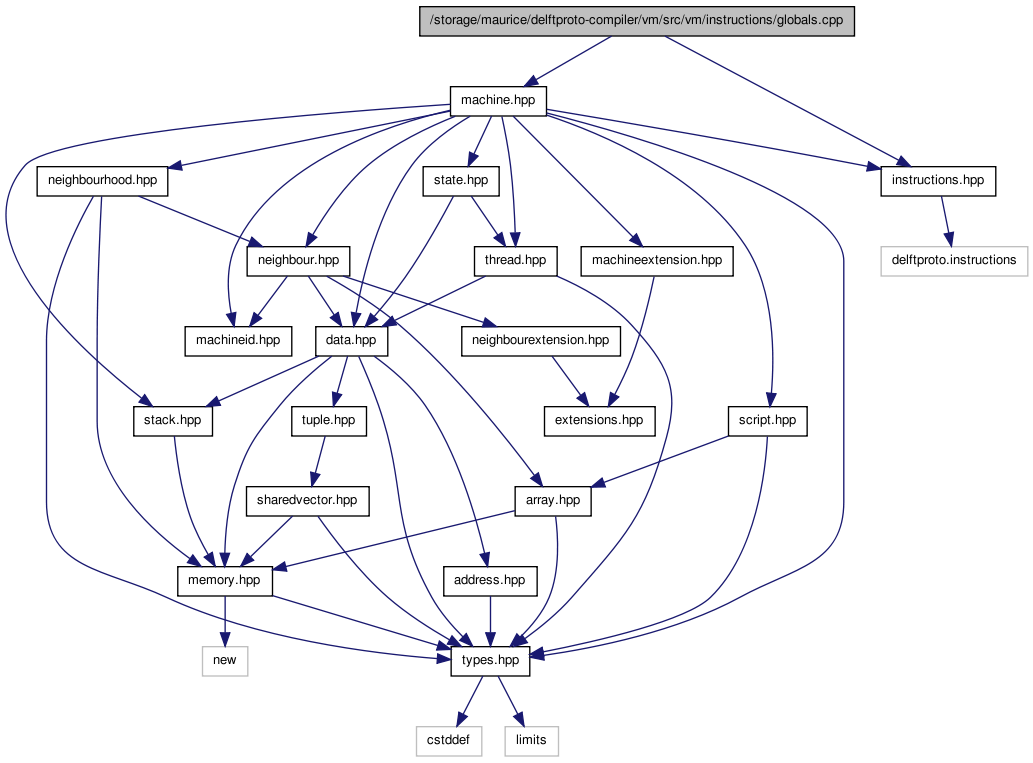 /storage/maurice/delftproto-compiler/vm/src/vm/instructions/globals.cpp
machine.hpp
neighbourhood.hpp
state.hpp
instructions.hpp
neighbour.hpp
thread.hpp
machineextension.hpp
delftproto.instructions
machineid.hpp
data.hpp
neighbourextension.hpp
stack.hpp
tuple.hpp
extensions.hpp
script.hpp
sharedvector.hpp
array.hpp
memory.hpp
address.hpp
new
types.hpp
cstddef
limits